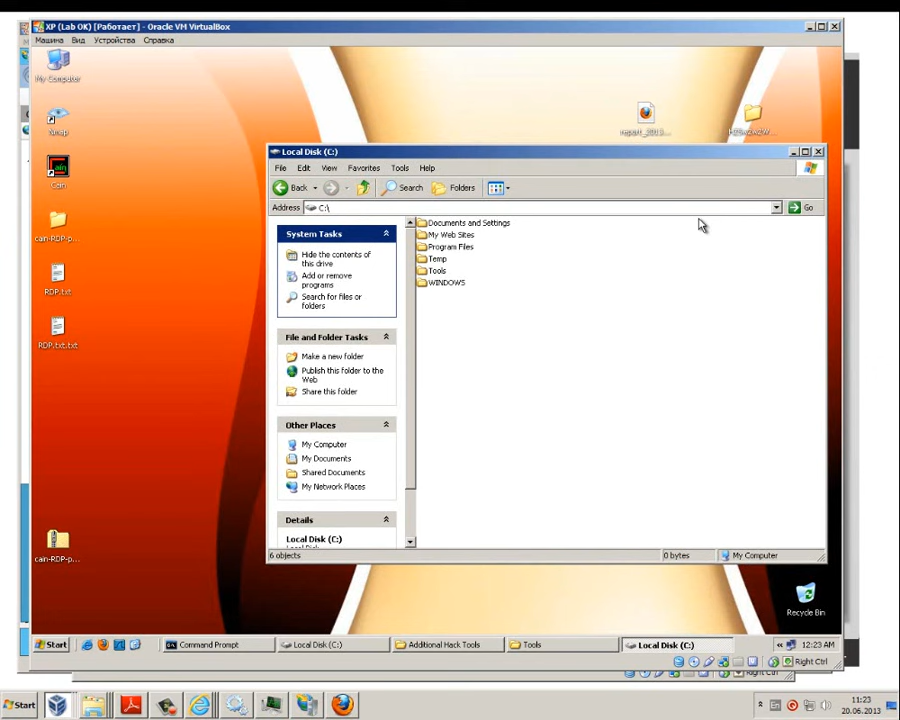 XP (Lab OK) [Работает] - Oracle VM VirtualBox
Машина Вид Устройства Справка
My Computer
Nmap
Cain
cain-RDP-p...
RDP.txt
RDP.txt.txt
cain-RDP-p...
report_2013...
Recycle Bin
Local Disk (C:)
File Edit View Favorites Tools Help
Back Search Folders
Address C:\ Go
System Tasks
Hide the contents of
this drive
Add or remove
programs
Search for files or
folders
File and Folder Tasks
Make a new folder
Publish this folder to the
Web
Share this folder
Other Places
My Computer
My Documents
Shared Documents
My Network Places
Details
Local Disk (C:)
Documents and Settings
My Web Sites
Program Files
Temp
Tools
WINDOWS
6 objects 0 bytes My Computer
Start Command Prompt Local Disk (C:) Additional Hack Tools Tools Local Disk (C:) « 12:23 AM
Right Ctrl
Right Ctrl
Start 11:23
20.06.2013